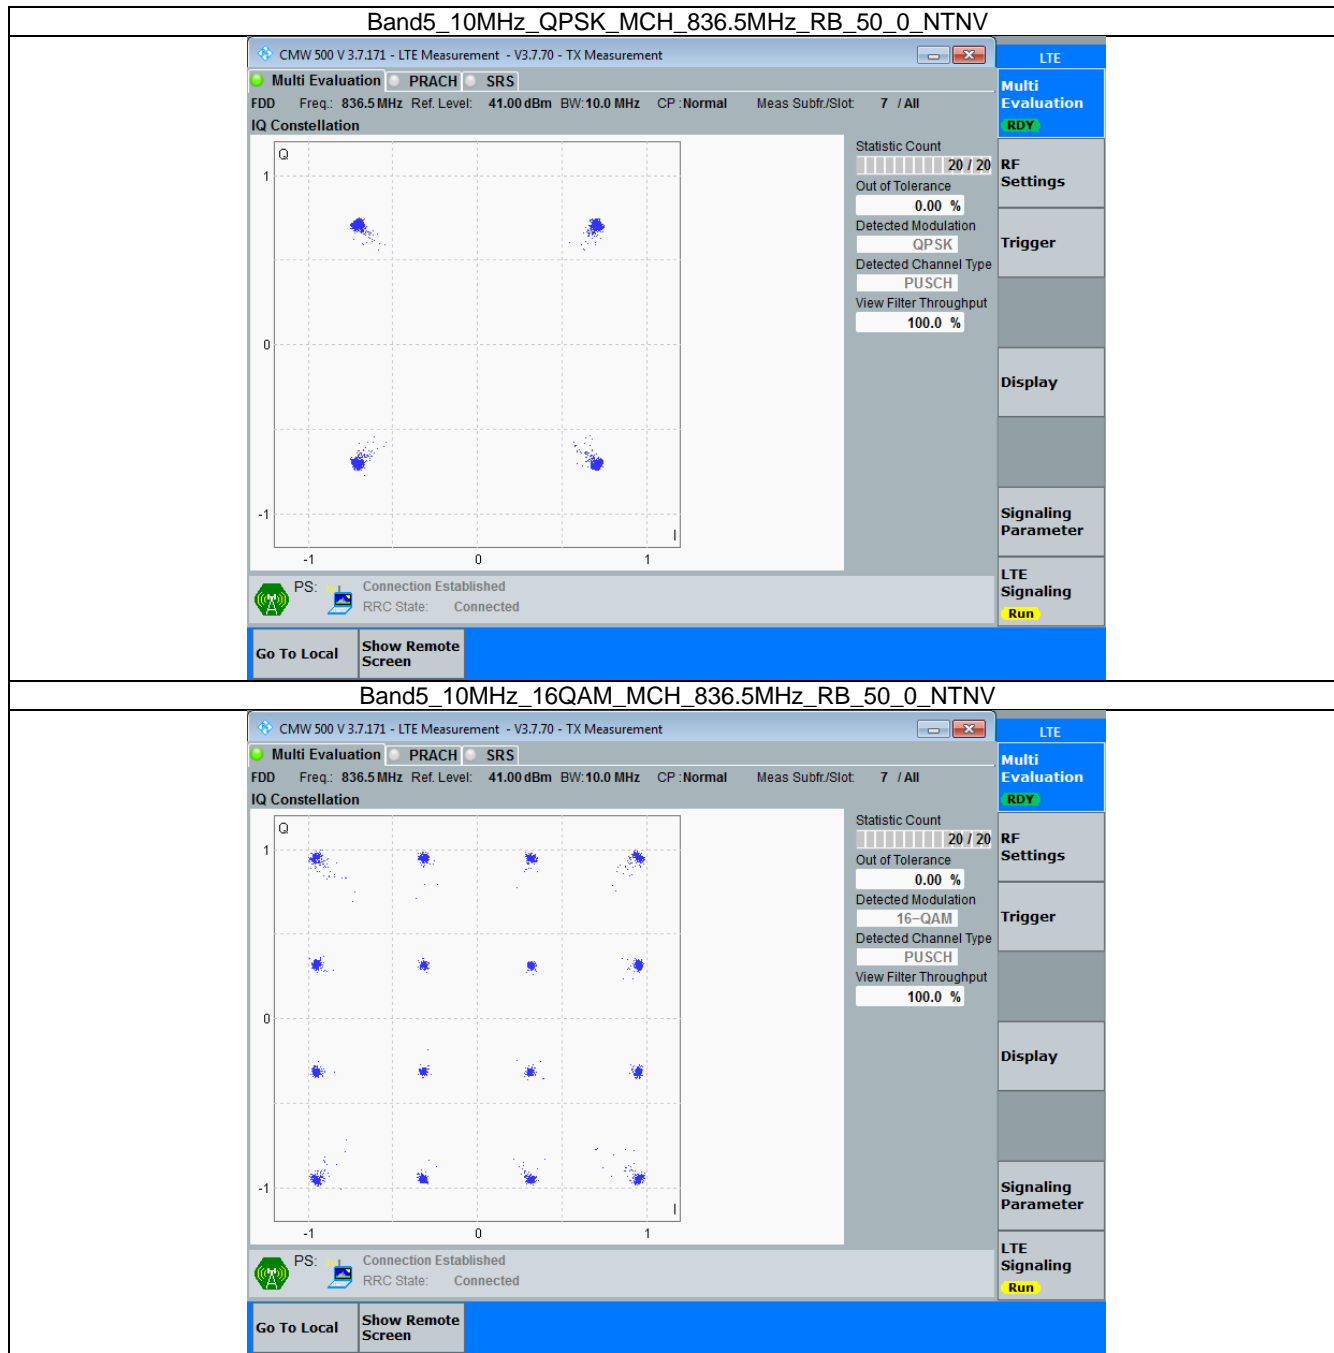 Band5_10MHz_QPSK_MCH_836.5MHz_RB_50_0_NTNV
CMW 500 V 3.7.171 - LTE Measurement - V3.7.70 - TX Measurement
LTE
Multi Evaluation PRACH SRS
Multi
Evaluation
RDY
FDD Freq.: 836.5 MHz Ref. Level: 41.00 dBm BW: 10.0 MHz CP : Normal Meas Subfr./Slot: 7 / All
IQ Constellation
Q
1
0
-1
I
-1 0 1
Statistic Count
20 / 20
Out of Tolerance
0.00 %
Detected Modulation
QPSK
Detected Channel Type
PUSCH
View Filter Throughput
100.0 %
RF
Settings
Trigger
Display
Signaling
Parameter
LTE
Signaling
Run
PS: Connection Established
RRC State: Connected
Go To Local
Show Remote
Screen
Band5_10MHz_16QAM_MCH_836.5MHz_RB_50_0_NTNV
CMW 500 V 3.7.171 - LTE Measurement - V3.7.70 - TX Measurement
LTE
Multi Evaluation PRACH SRS
Multi
Evaluation
RDY
FDD Freq.: 836.5 MHz Ref. Level: 41.00 dBm BW: 10.0 MHz CP : Normal Meas Subfr./Slot: 7 / All
IQ Constellation
Q
1
0
-1
I
-1 0 1
Statistic Count
20 / 20
Out of Tolerance
0.00 %
Detected Modulation
16-QAM
Detected Channel Type
PUSCH
View Filter Throughput
100.0 %
RF
Settings
Trigger
Display
Signaling
Parameter
LTE
Signaling
Run
PS: Connection Established
RRC State: Connected
Go To Local
Show Remote
Screen